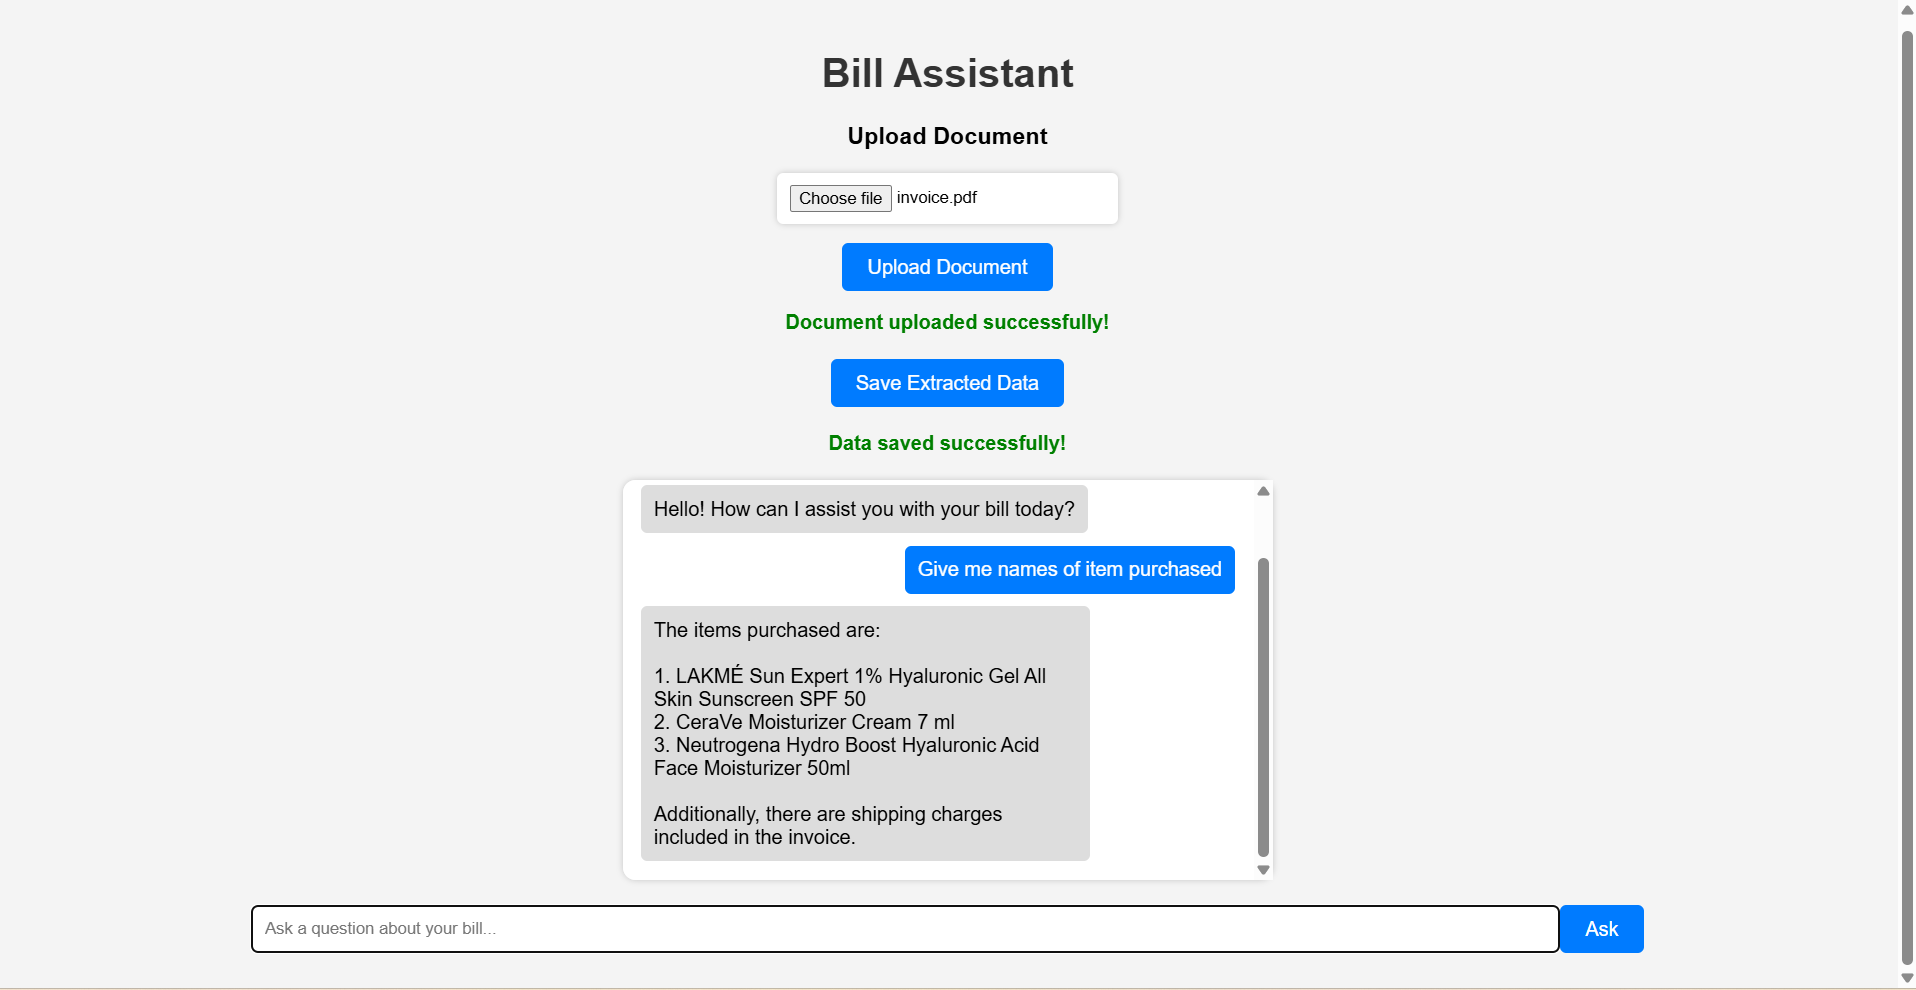 Bill Assistant
Upload Document
Choose file invoice.pdf
Upload Document
Document uploaded successfully!
Save Extracted Data
Data saved successfully!
Hello! How can I assist you with your bill today?
Give me names of item purchased
The items purchased are:
1. LAKMÉ Sun Expert 1% Hyaluronic Gel All
Skin Sunscreen SPF 50
2. CeraVe Moisturizer Cream 7 ml
3. Neutrogena Hydro Boost Hyaluronic Acid
Face Moisturizer 50ml
Additionally, there are shipping charges
included in the invoice.
Ask a question about your bill...
Ask